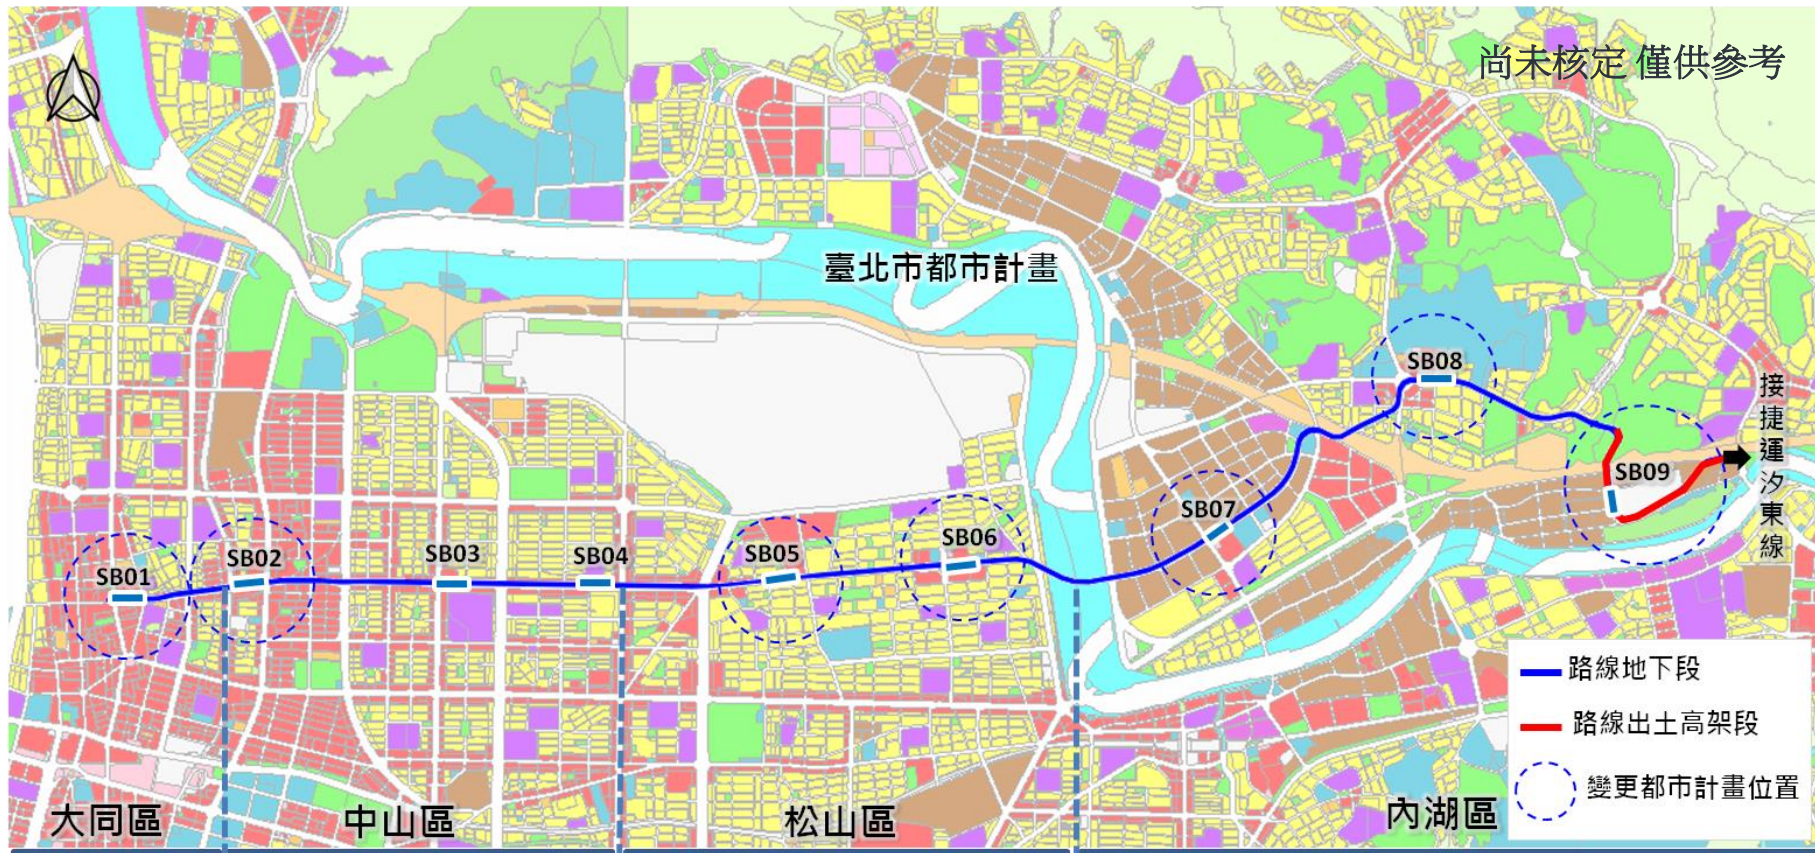 尚未核定 僅供參考
臺北市都市計畫
SB01
SB02
SB03
SB04
SB05
SB06
SB07
SB08
SB09
接捷運汐東線
路線地下段
路線出土高架段
變更都市計畫位置
大同區
中山區
松山區
內湖區